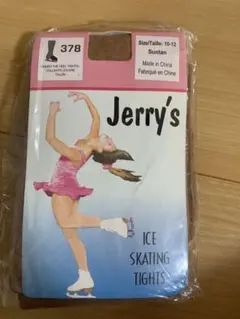 378
Size/Taille: 10-12
Suntan
Made in China
Fabriqué en Chine
Jerry's
ICE
SKATING
TIGHTS